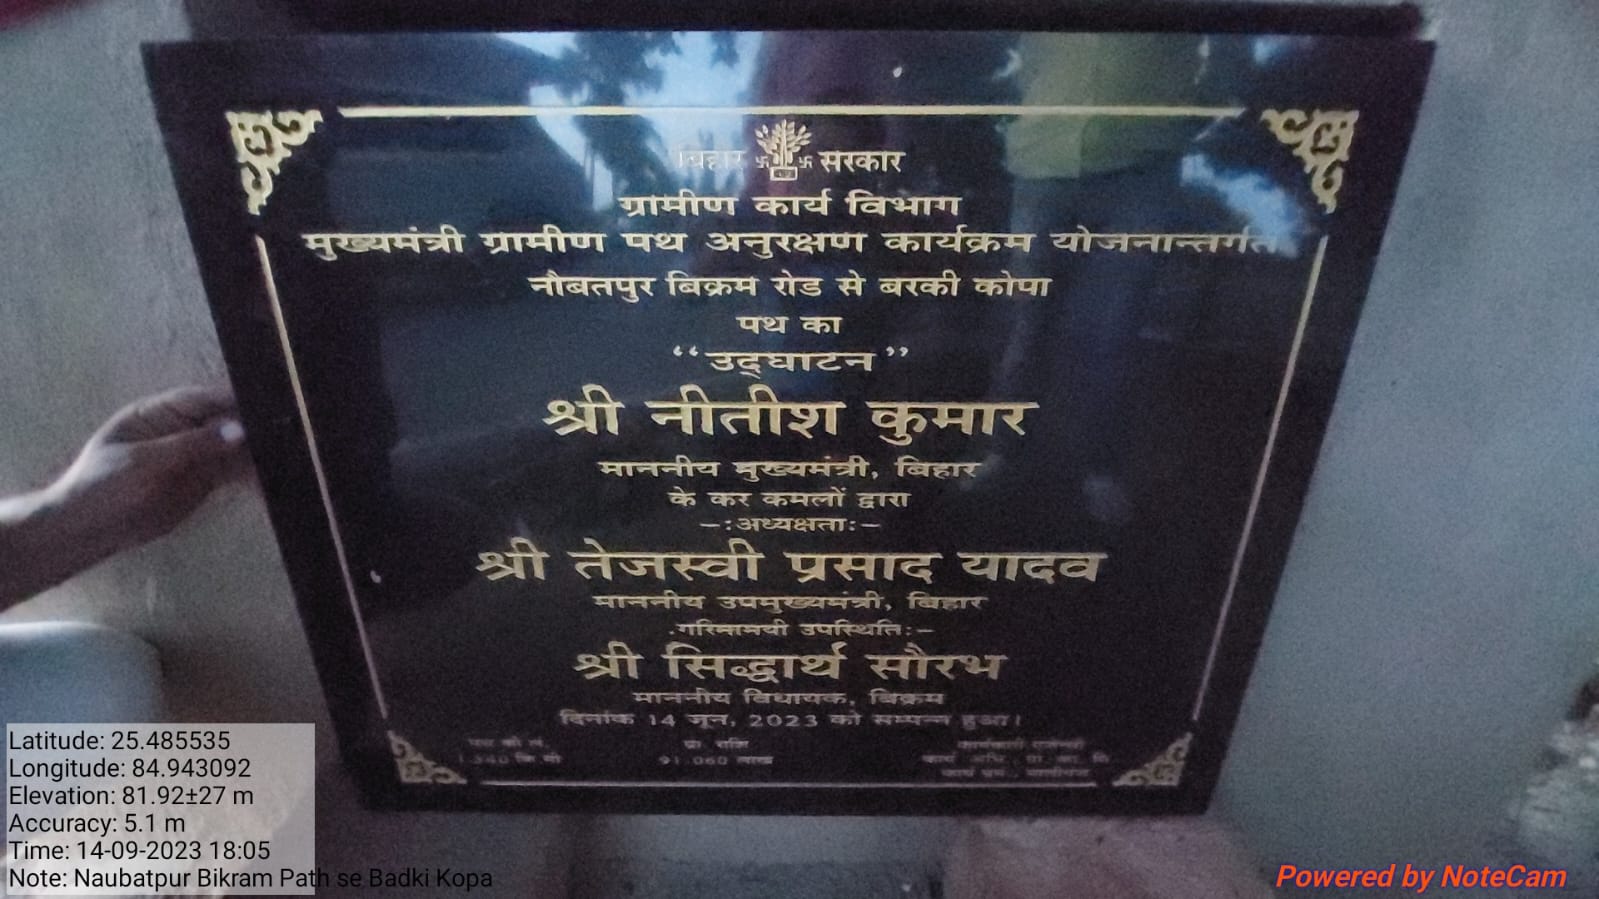 बिहार सरकार
ग्रामीण कार्य विभाग
मुख्यमंत्री ग्रामीण पथ अनुरक्षण कार्यक्रम योजनान्तर्गत
नौबतपुर बिक्रम रोड से बरकी कोपा
पथ का
“उद्घाटन”
श्री नीतीश कुमार
माननीय मुख्यमंत्री, बिहार
के कर कमलों द्वारा
–:अध्यक्षता:–
श्री तेजस्वी प्रसाद यादव
माननीय उपमुख्यमंत्री, बिहार
गरिमामयी उपस्थिति:–
श्री सिद्धार्थ सौरभ
माननीय विधायक, बिक्रम
दिनांक 14 जून, 2023 को सम्पन्न हुआ।
प्रा. राशि
91.060 लाख
Latitude: 25.485535
Longitude: 84.943092
Elevation: 81.92±27 m
Accuracy: 5.1 m
Time: 14-09-2023 18:05
Note: Naubatpur Bikram Path se Badki Kopa
Powered by NoteCam